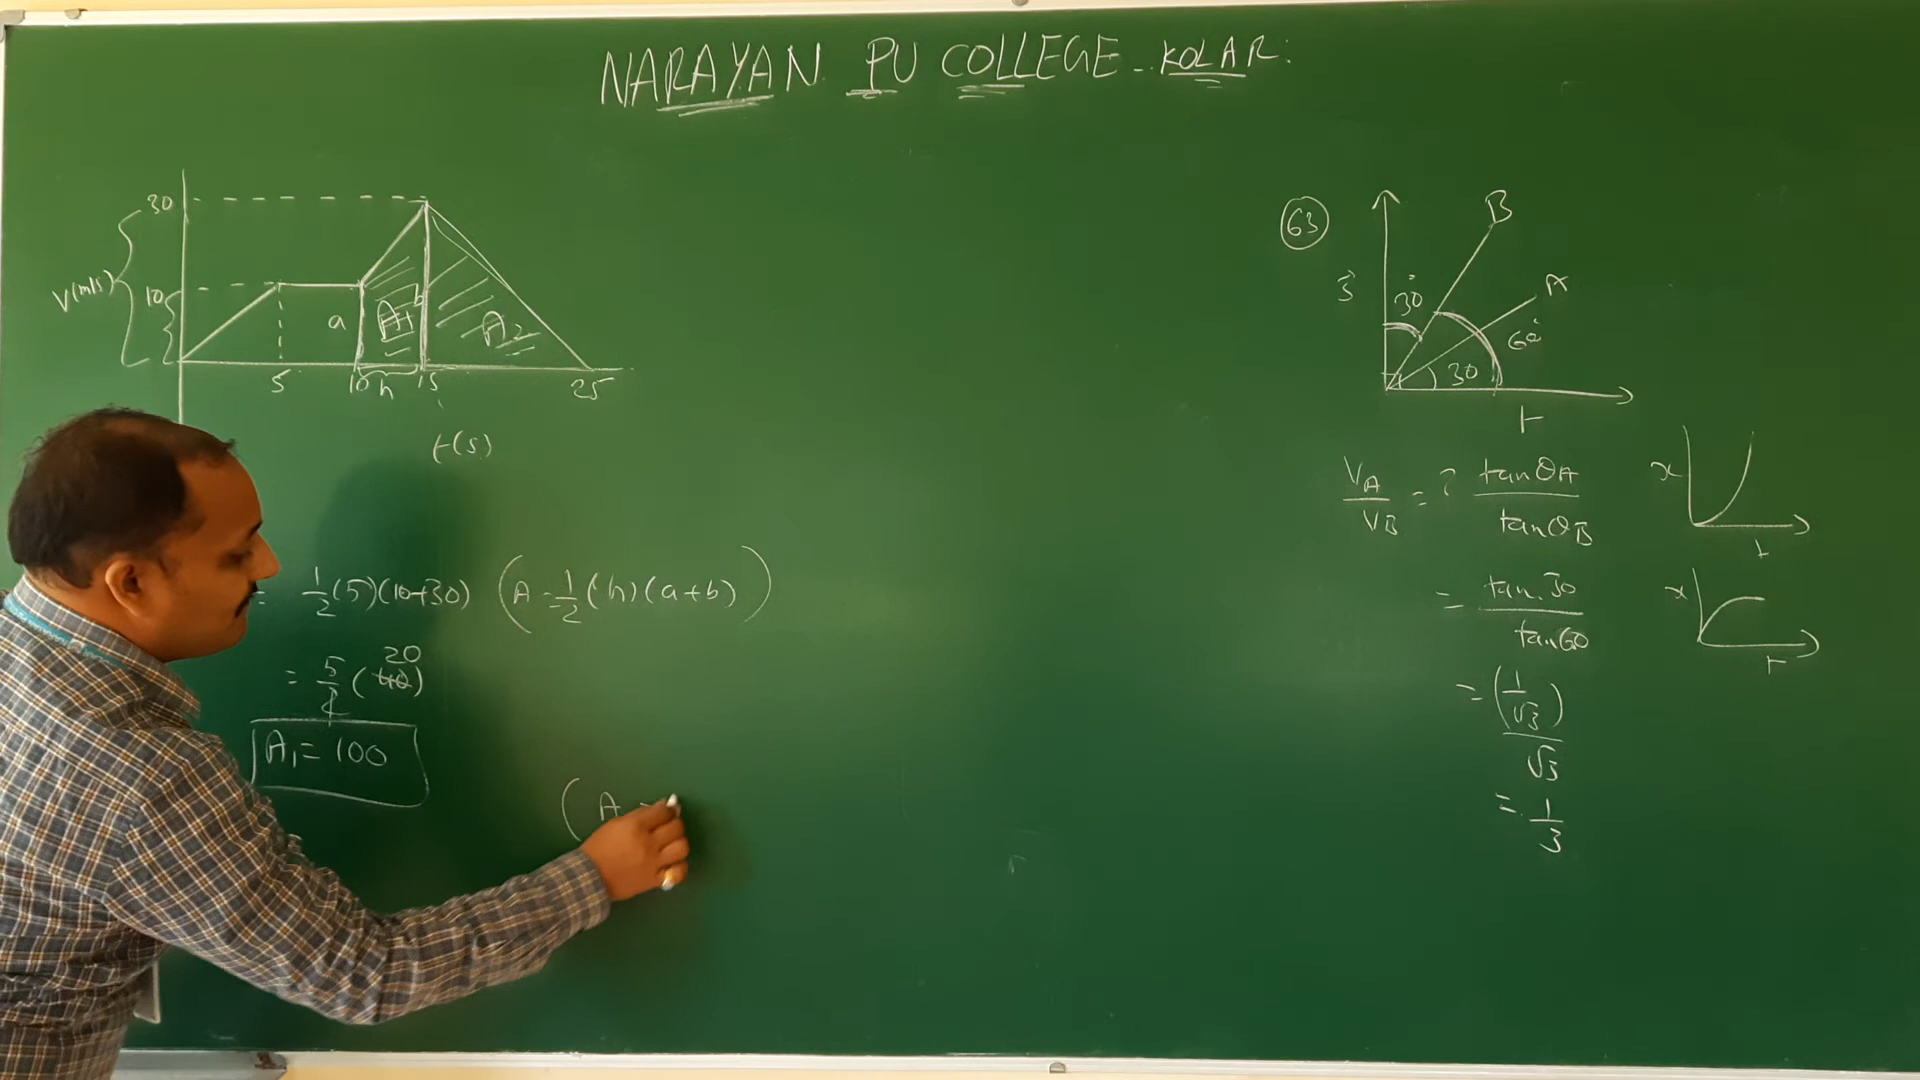 NARAYAN PU COLLEGE - KOLAR:
30
V(m/s)
10
a
A1
b
A2
5
10 h 15
25
t(s)
= 1/2 (5)(10+30) (A = 1/2 (h)(a+b))
= 5/2 (40) 20
A₁ = 100
(A =
63
B
A
S
30°
60°
30
t
VA/VB = ? tanθA/tanθB
= tan 30/tan 60
= (1/√3)/√3
= 1/3
x
t
x
t